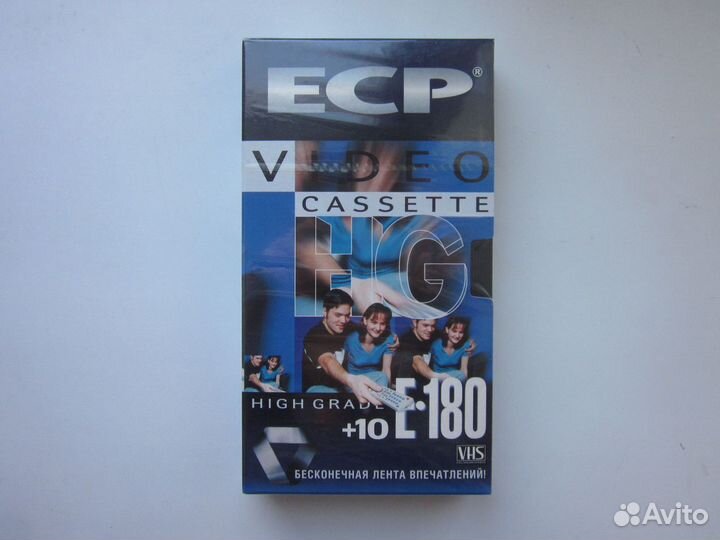 ECP®
VIDEO
CASSETTE
HG
HIGH GRADE
+10 E-180
VHS
БЕСКОНЕЧНАЯ ЛЕНТА ВПЕЧАТЛЕНИЙ!
Avito